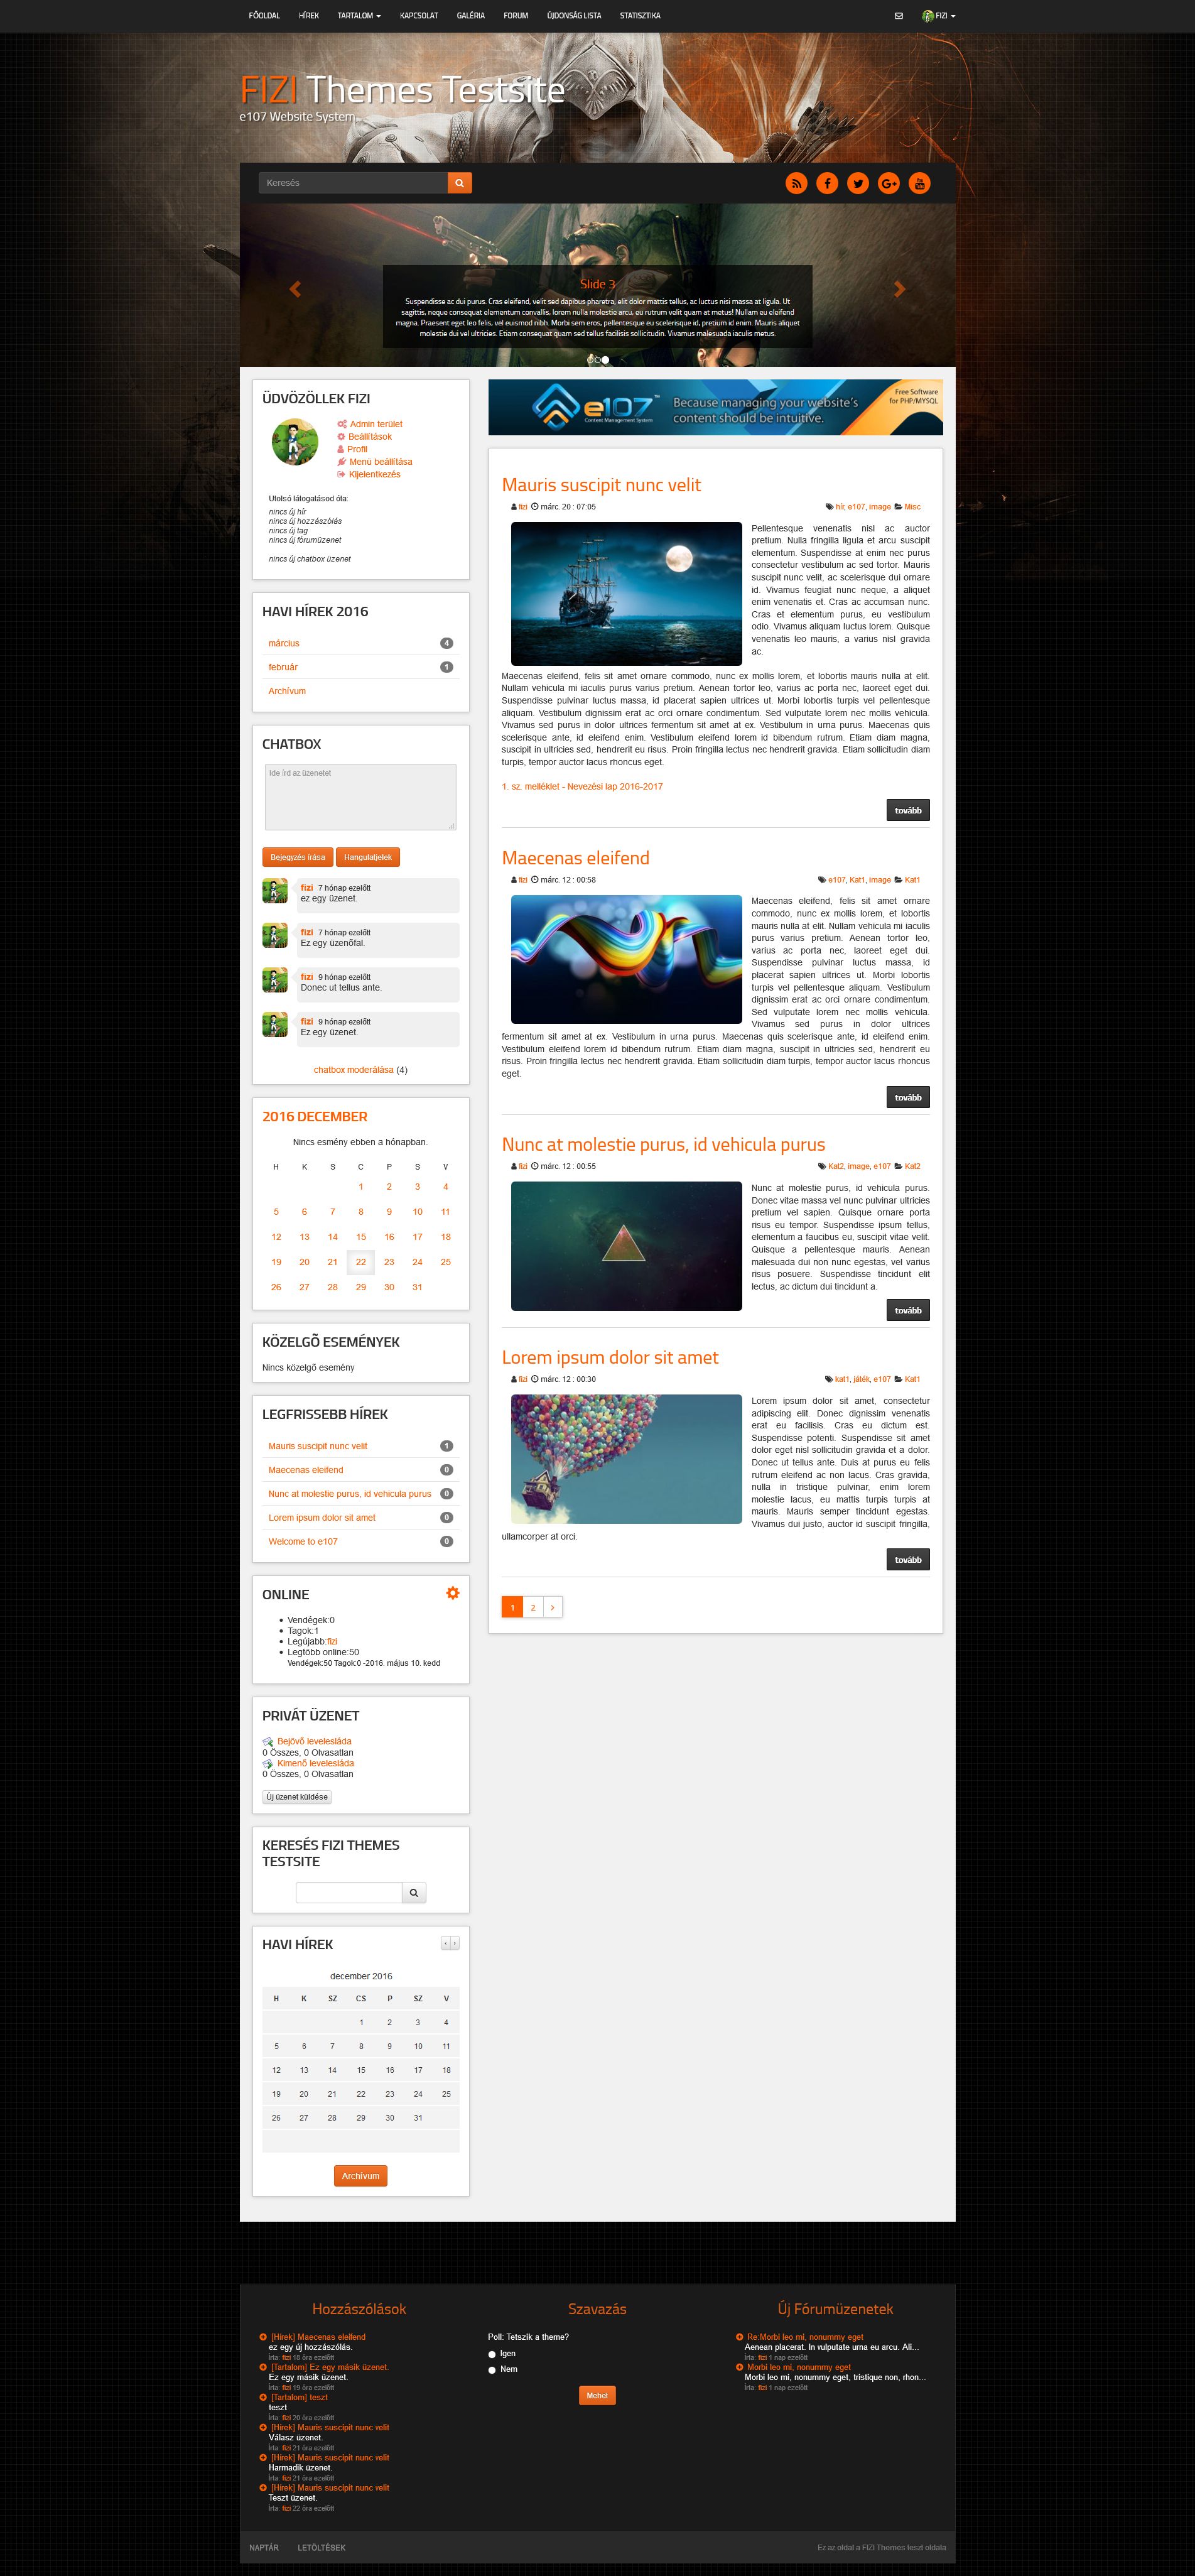 FŐOLDAL HÍREK TARTALOM KAPCSOLAT GALÉRIA FORUM ÚJDONSÁG LISTA STATISZTIKA FIZI
FIZI Themes Testsite
e107 Website System
Keresés
Slide 3
Suspendisse ac dui purus. Cras eleifend, velit sed dapibus pharetra, elit dolor mattis tellus, ac luctus nisi massa at ligula. Ut
sagittis, neque consequat elementum convallis, lorem nulla molestie arcu, eu rutrum velit quam at metus! Nullam eu eleifend
magna. Praesent eget leo felis, vel euismod nibh. Morbi sem eros, pellentesque eu scelerisque id, pretium id enim. Mauris aliquet
molestie dui vel ultricies. Etiam consequat quam sed tellus facilisis sollicitudin. Vivamus malesuada iaculis metus.
ÜDVÖZÖLLEK FIZI
Admin terület
Beállítások
Profil
Menü beállítása
Kijelentkezés
Utolsó látogatásod óta:
nincs új hír
nincs új hozzászólás
nincs új tag
nincs új fórumüzenet
nincs új chatbox üzenet
HAVI HÍREK 2016
március 4
február 1
Archívum
CHATBOX
Ide írd az üzenetet
Bejegyzés írása Hangulatjelek
fizi 7 hónap ezelőtt
ez egy üzenet.
fizi 7 hónap ezelőtt
Ez egy üzenőfal.
fizi 9 hónap ezelőtt
Donec ut tellus ante.
fizi 9 hónap ezelőtt
Ez egy üzenet.
chatbox moderálása (4)
2016 DECEMBER
Nincs esmény ebben a hónapban.
H K S C P S V
1 2 3 4
5 6 7 8 9 10 11
12 13 14 15 16 17 18
19 20 21 22 23 24 25
26 27 28 29 30 31
KÖZELGŐ ESEMÉNYEK
Nincs közelgő esemény
LEGFRISSEBB HÍREK
Mauris suscipit nunc velit 1
Maecenas eleifend 0
Nunc at molestie purus, id vehicula purus 0
Lorem ipsum dolor sit amet 0
Welcome to e107 0
ONLINE
Vendégek:0
Tagok:1
Legújabb:fizi
Legtöbb online:50
Vendégek:50 Tagok:0 -2016. május 10. kedd
PRIVÁT ÜZENET
Bejövő levelesláda
0 Összes, 0 Olvasatlan
Kimenő levelesláda
0 Összes, 0 Olvasatlan
Új üzenet küldése
KERESÉS FIZI THEMES
TESTSITE
HAVI HÍREK
december 2016
H K SZ CS P SZ V
1 2 3 4
5 6 7 8 9 10 11
12 13 14 15 16 17 18
19 20 21 22 23 24 25
26 27 28 29 30 31
Archívum
e107 Content Management System
Because managing your website's
content should be intuitive.
Free Software
for PHP/MYSQL
Mauris suscipit nunc velit
fizi márc. 20 : 07:05 hír, e107, image Misc
Pellentesque venenatis nisl ac auctor
pretium. Nulla fringilla ligula et arcu suscipit
elementum. Suspendisse at enim nec purus
consectetur vestibulum ac sed tortor. Mauris
suscipit nunc velit, ac scelerisque dui ornare
id. Vivamus feugiat nunc neque, a aliquet
enim venenatis et. Cras ac accumsan nunc.
Cras et elementum purus, eu vestibulum
odio. Vivamus aliquam luctus lorem. Quisque
venenatis leo mauris, a varius nisl gravida
ac.
Maecenas eleifend, felis sit amet ornare commodo, nunc ex mollis lorem, et lobortis mauris nulla at elit.
Nullam vehicula mi iaculis purus varius pretium. Aenean tortor leo, varius ac porta nec, laoreet eget dui.
Suspendisse pulvinar luctus massa, id placerat sapien ultrices ut. Morbi lobortis turpis vel pellentesque
aliquam. Vestibulum dignissim erat ac orci ornare condimentum. Sed vulputate lorem nec mollis vehicula.
Vivamus sed purus in dolor ultrices fermentum sit amet at ex. Vestibulum in urna purus. Maecenas quis
scelerisque ante, id eleifend enim. Vestibulum eleifend lorem id bibendum rutrum. Etiam diam magna,
suscipit in ultricies sed, hendrerit eu risus. Proin fringilla lectus nec hendrerit gravida. Etiam sollicitudin diam
turpis, tempor auctor lacus rhoncus eget.
1. sz. melléklet - Nevezési lap 2016-2017
tovább
Maecenas eleifend
fizi márc. 12 : 00:58 e107, Kat1, image Kat1
Maecenas eleifend, felis sit amet ornare
commodo, nunc ex mollis lorem, et lobortis
mauris nulla at elit. Nullam vehicula mi iaculis
purus varius pretium. Aenean tortor leo,
varius ac porta nec, laoreet eget dui.
Suspendisse pulvinar luctus massa, id
placerat sapien ultrices ut. Morbi lobortis
turpis vel pellentesque aliquam. Vestibulum
dignissim erat ac orci ornare condimentum.
Sed vulputate lorem nec mollis vehicula.
Vivamus sed purus in dolor ultrices
fermentum sit amet at ex. Vestibulum in urna purus. Maecenas quis scelerisque ante, id eleifend enim.
Vestibulum eleifend lorem id bibendum rutrum. Etiam diam magna, suscipit in ultricies sed, hendrerit eu
risus. Proin fringilla lectus nec hendrerit gravida. Etiam sollicitudin diam turpis, tempor auctor lacus rhoncus
eget.
tovább
Nunc at molestie purus, id vehicula purus
fizi márc. 12 : 00:55 Kat2, image, e107 Kat2
Nunc at molestie purus, id vehicula purus.
Donec vitae massa vel nunc pulvinar ultricies
pretium vel sapien. Quisque ornare porta
risus eu tempor. Suspendisse ipsum tellus,
elementum a faucibus eu, suscipit vitae velit.
Quisque a pellentesque mauris. Aenean
malesuada dui non nunc egestas, vel varius
risus posuere. Suspendisse tincidunt elit
lectus, ac dictum dui tincidunt a.
tovább
Lorem ipsum dolor sit amet
fizi márc. 12 : 00:30 kat1, játék, e107 Kat1
Lorem ipsum dolor sit amet, consectetur
adipiscing elit. Donec dignissim venenatis
erat eu facilisis. Cras eu dictum est.
Suspendisse potenti. Suspendisse sit amet
dolor eget nisl sollicitudin gravida et a dolor.
Donec ut tellus ante. Duis at purus eu felis
rutrum eleifend ac non lacus. Cras gravida,
nulla in tristique pulvinar, enim lorem
molestie lacus, eu mattis turpis turpis at
mauris. Mauris semper tincidunt egestas.
Vivamus dui justo, auctor id suscipit fringilla,
ullamcorper at orci.
tovább
1 2
Hozzászólások
[Hírek] Maecenas eleifend
ez egy új hozzászólás.
Írta: fizi 18 óra ezelőtt
[Tartalom] Ez egy másik üzenet.
Ez egy másik üzenet.
Írta: fizi 19 óra ezelőtt
[Tartalom] teszt
teszt
Írta: fizi 20 óra ezelőtt
[Hírek] Mauris suscipit nunc velit
Válasz üzenet.
Írta: fizi 21 óra ezelőtt
[Hírek] Mauris suscipit nunc velit
Harmadik üzenet.
Írta: fizi 21 óra ezelőtt
[Hírek] Mauris suscipit nunc velit
Teszt üzenet.
Írta: fizi 22 óra ezelőtt
Szavazás
Poll: Tetszik a theme?
Igen
Nem
Mehet
Új Fórumüzenetek
Re:Morbi leo mi, nonummy eget
Aenean placerat. In vulputate urna eu arcu. Ali...
Írta: fizi 1 nap ezelőtt
Morbi leo mi, nonummy eget
Morbi leo mi, nonummy eget, tristique non, rhon...
Írta: fizi 1 nap ezelőtt
NAPTÁR LETÖLTÉSEK
Ez az oldal a FIZI Themes teszt oldala